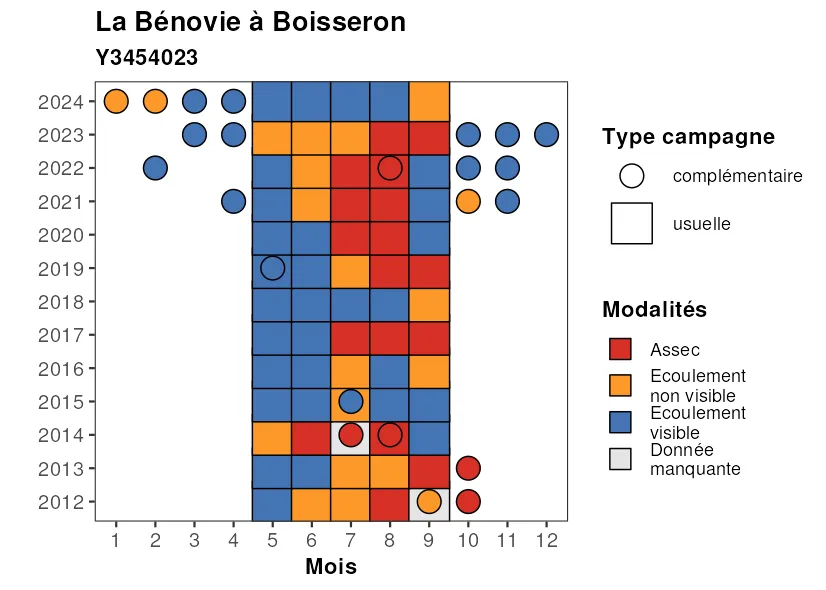 La Bénovie à Boisseron
Y3454023
2024
2023
2022
2021
2020
2019
2018
2017
2016
2015
2014
2013
2012
1 2 3 4 5 6 7 8 9 10 11 12
Mois
Type campagne
complémentaire
usuelle
Modalités
Assec
Ecoulement
non visible
Ecoulement
visible
Donnée
manquante